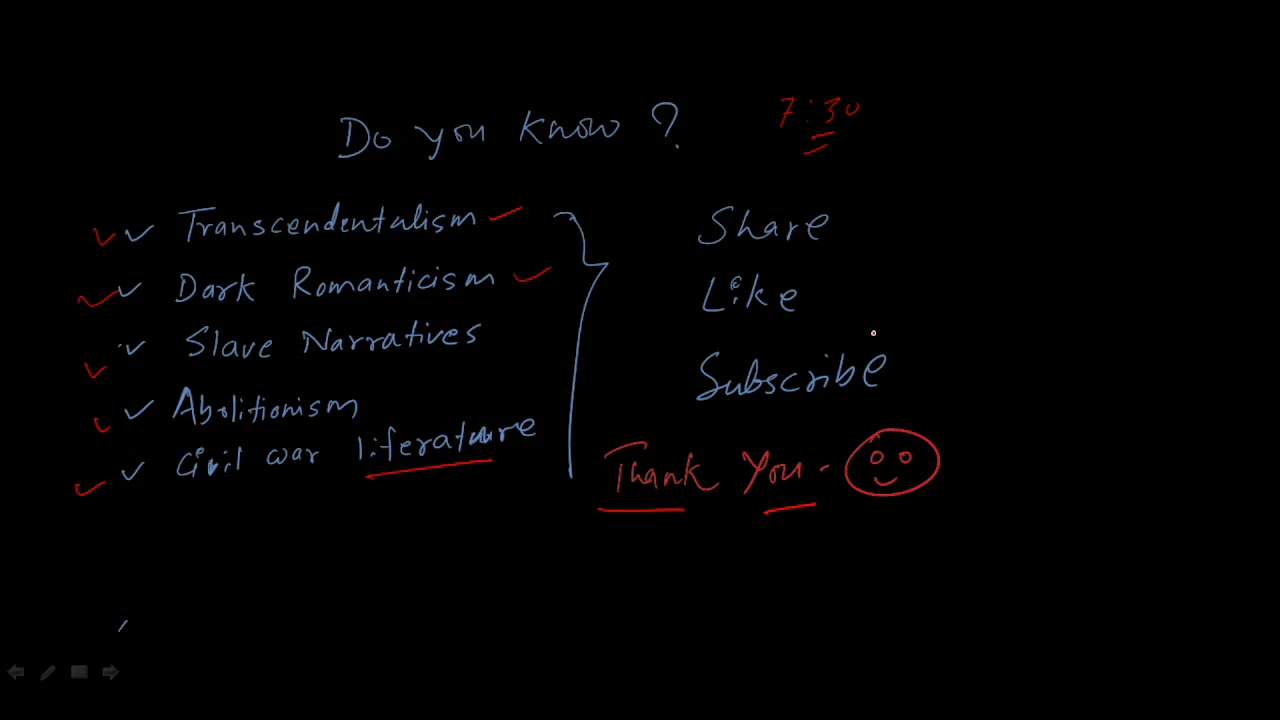 Do you know ?
7:30
Transcendentalism
Dark Romanticism
Slave Narratives
Abolitionism
Civil war literature
Share
Like
Subscribe
Thank You -